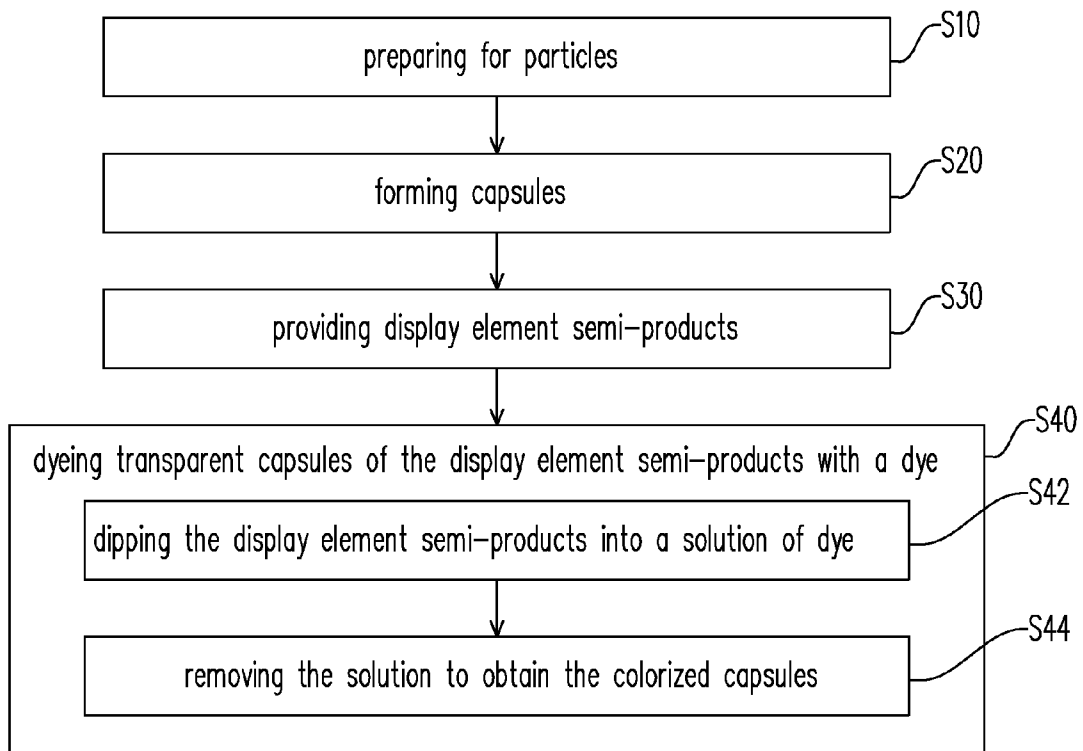 S10
preparing for particles
S20
forming capsules
S30
providing display element semi-products
S40
dyeing transparent capsules of the display element semi-products with a dye
S42
dipping the display element semi-products into a solution of dye
S44
removing the solution to obtain the colorized capsules